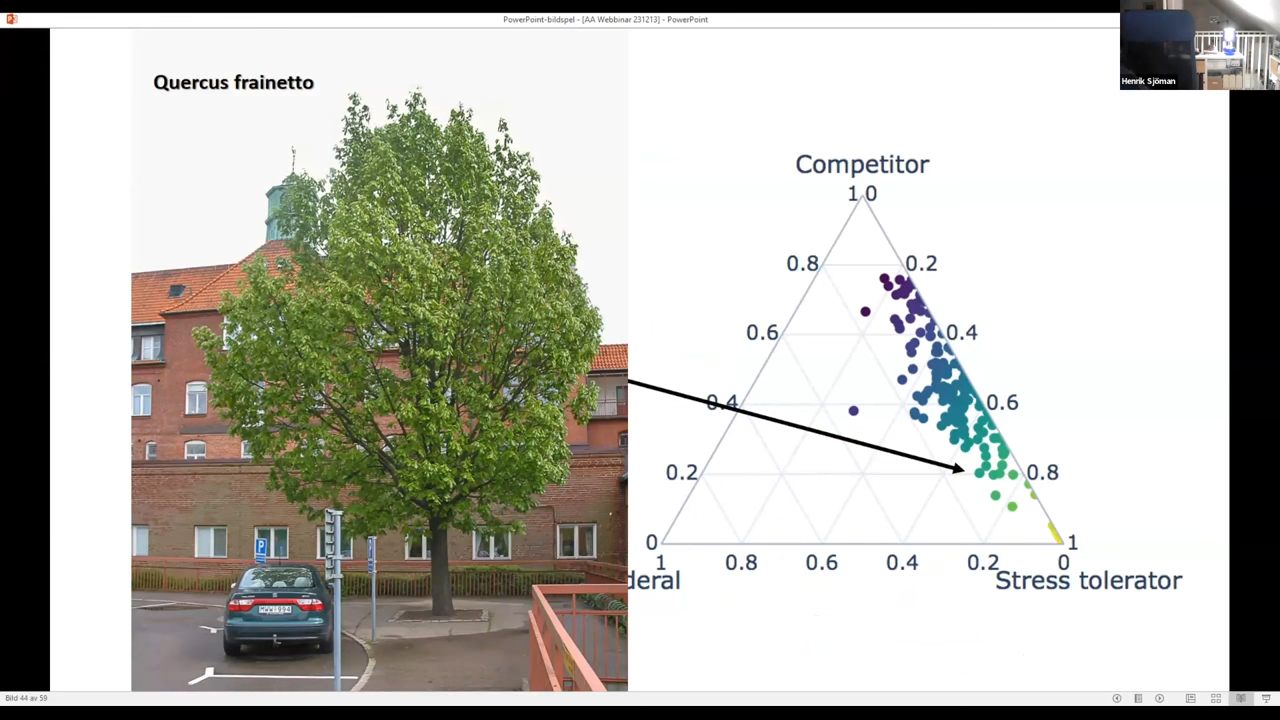 PowerPoint-bildspel - [AA Webbinar 231213] - PowerPoint
Henrik Sjöman
Quercus frainetto
Competitor
1.0
0.8
0.2
0.6
0.4
0.4
0.6
0.2
0.8
0
1
1
0.8
0.6
0.4
0.2
0
deral
Stress tolerator
P
MWW 994
Bild 44 av 59